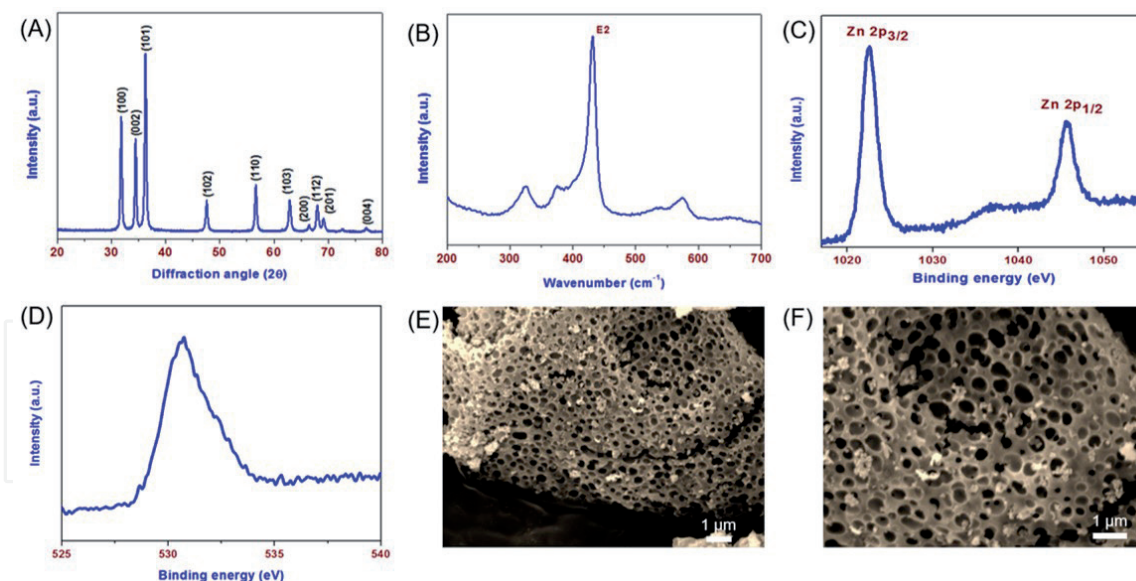 (A)
(100)
(002)
(101)
(102)
(110)
(103)
(200)
(112)
(201)
(004)
Intensity (a.u.)
20 30 40 50 60 70 80
Diffraction angle (2θ)
(B)
E2
Intensity (a.u.)
200 300 400 500 600 700
Wavenumber (cm⁻¹)
(C)
Zn 2p3/2
Zn 2p1/2
Intensity (a.u.)
1020 1030 1040 1050
Binding energy (eV)
(D)
Intensity (a.u.)
525 530 535 540
Binding energy (eV)
(E)
1 μm
(F)
1 μm